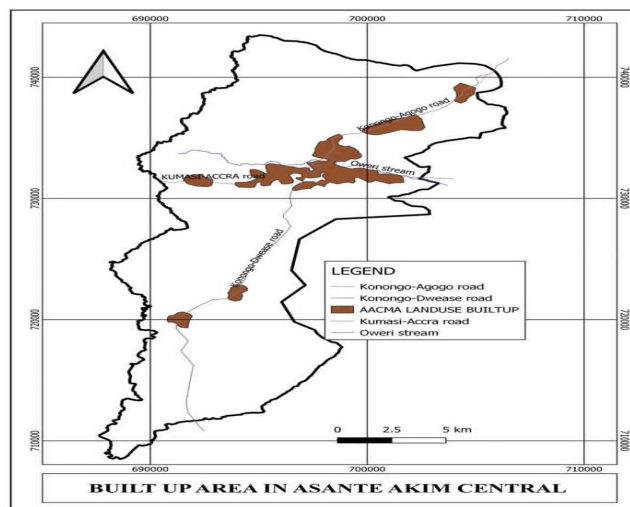 690000 700000 710000
740000 740000
Konongo-Agogo road
Oweri stream
KUMASI-ACCRA road
730000 730000
Konongo-Dwease road
LEGEND
Konongo-Agogo road
Konongo-Dwease road
AACMA LANDUSE BUILTUP
Kumasi-Accra road
Oweri stream
720000 720000
0 2.5 5 km
710000 710000
690000 700000 710000
BUILT UP AREA IN ASANTE AKIM CENTRAL